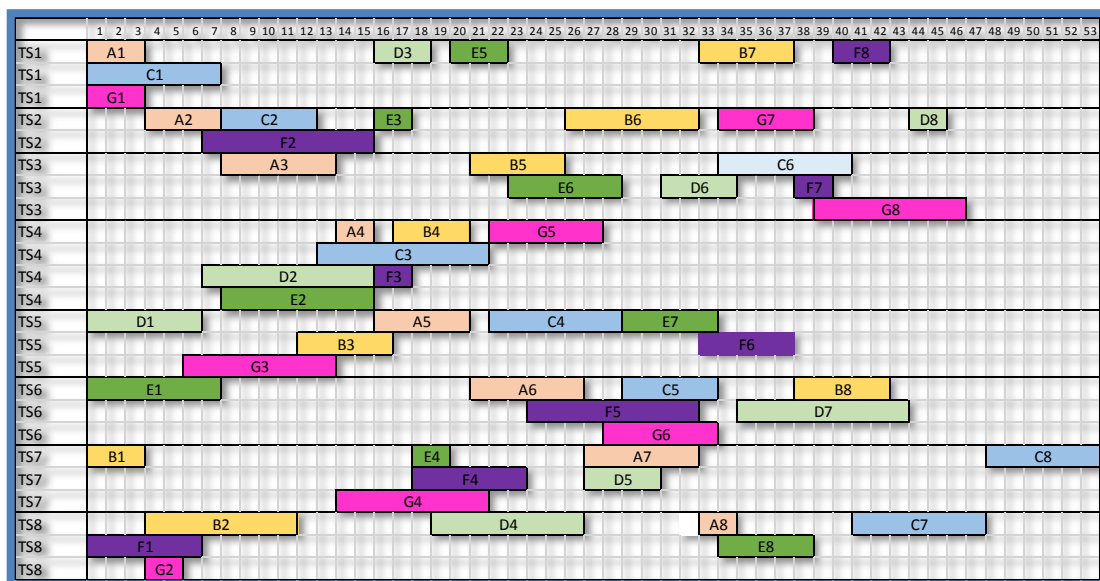 1 2 3 4 5 6 7 8 9 10 11 12 13 14 15 16 17 18 19 20 21 22 23 24 25 26 27 28 29 30 31 32 33 34 35 36 37 38 39 40 41 42 43 44 45 46 47 48 49 50 51 52 53
TS1 A1 D3 E5 B7 F8
TS1 C1
TS1 G1
TS2 A2 C2 E3 B6 G7 D8
TS2 F2
TS3 A3 B5 C6
TS3 E6 D6 F7
TS3 G8
TS4 A4 B4 G5
TS4 C3
TS4 D2 F3
TS4 E2
TS5 D1 A5 C4 E7
TS5 B3 F6
TS5 G3
TS6 E1 A6 C5 B8
TS6 F5 D7
TS6 G6
TS7 B1 E4 A7 C8
TS7 F4 D5
TS7 G4
TS8 B2 D4 A8 C7
TS8 F1 E8
TS8 G2